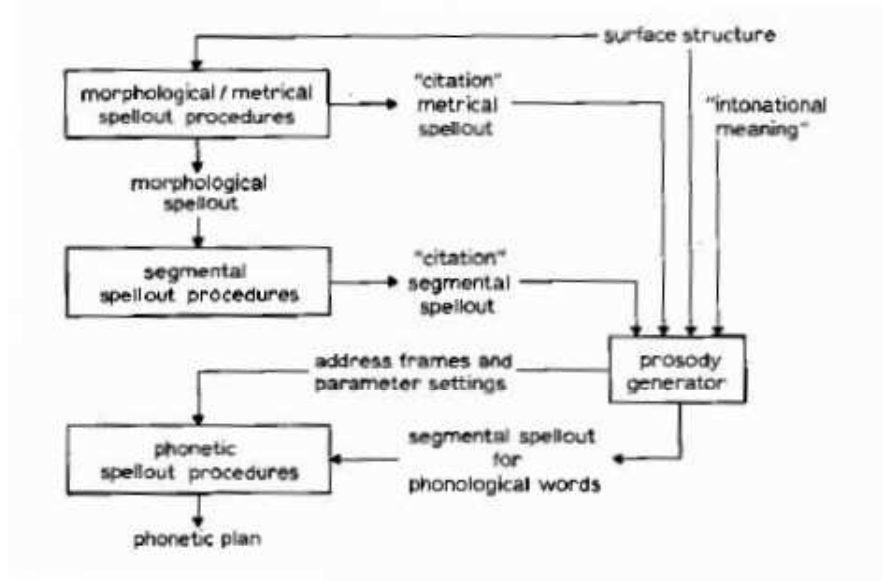 surface structure
morphological / metrical
spellout procedures
"citation"
metrical
spellout
"intonational
meaning"
morphological
spellout
segmental
spellout procedures
"citation"
segmental
spellout
prosody
generator
address frames and
parameter settings
phonetic
spellout procedures
segmental spellout
for
phonological words
phonetic plan